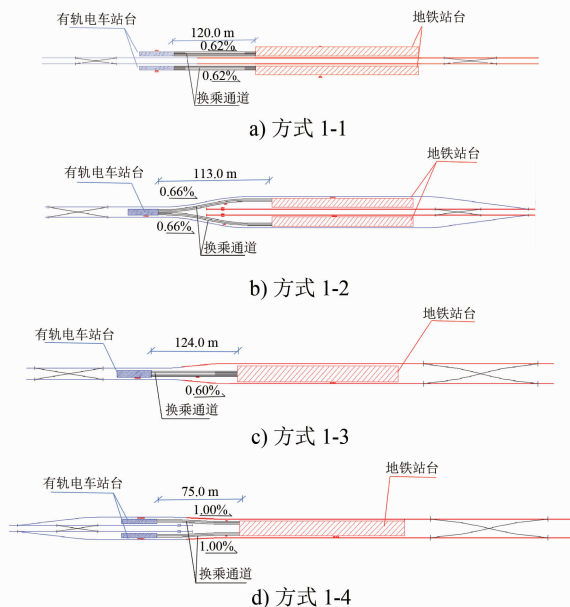 有轨电车站台
120.0 m
0.62%
地铁站台
0.62%
换乘通道
a) 方式 1-1
有轨电车站台
113.0 m
地铁站台
0.66%
0.66%
换乘通道
b) 方式 1-2
有轨电车站台
124.0 m
地铁站台
0.60%
换乘通道
c) 方式 1-3
有轨电车站台
75.0 m
地铁站台
1.00%
1.00%
换乘通道
d) 方式 1-4